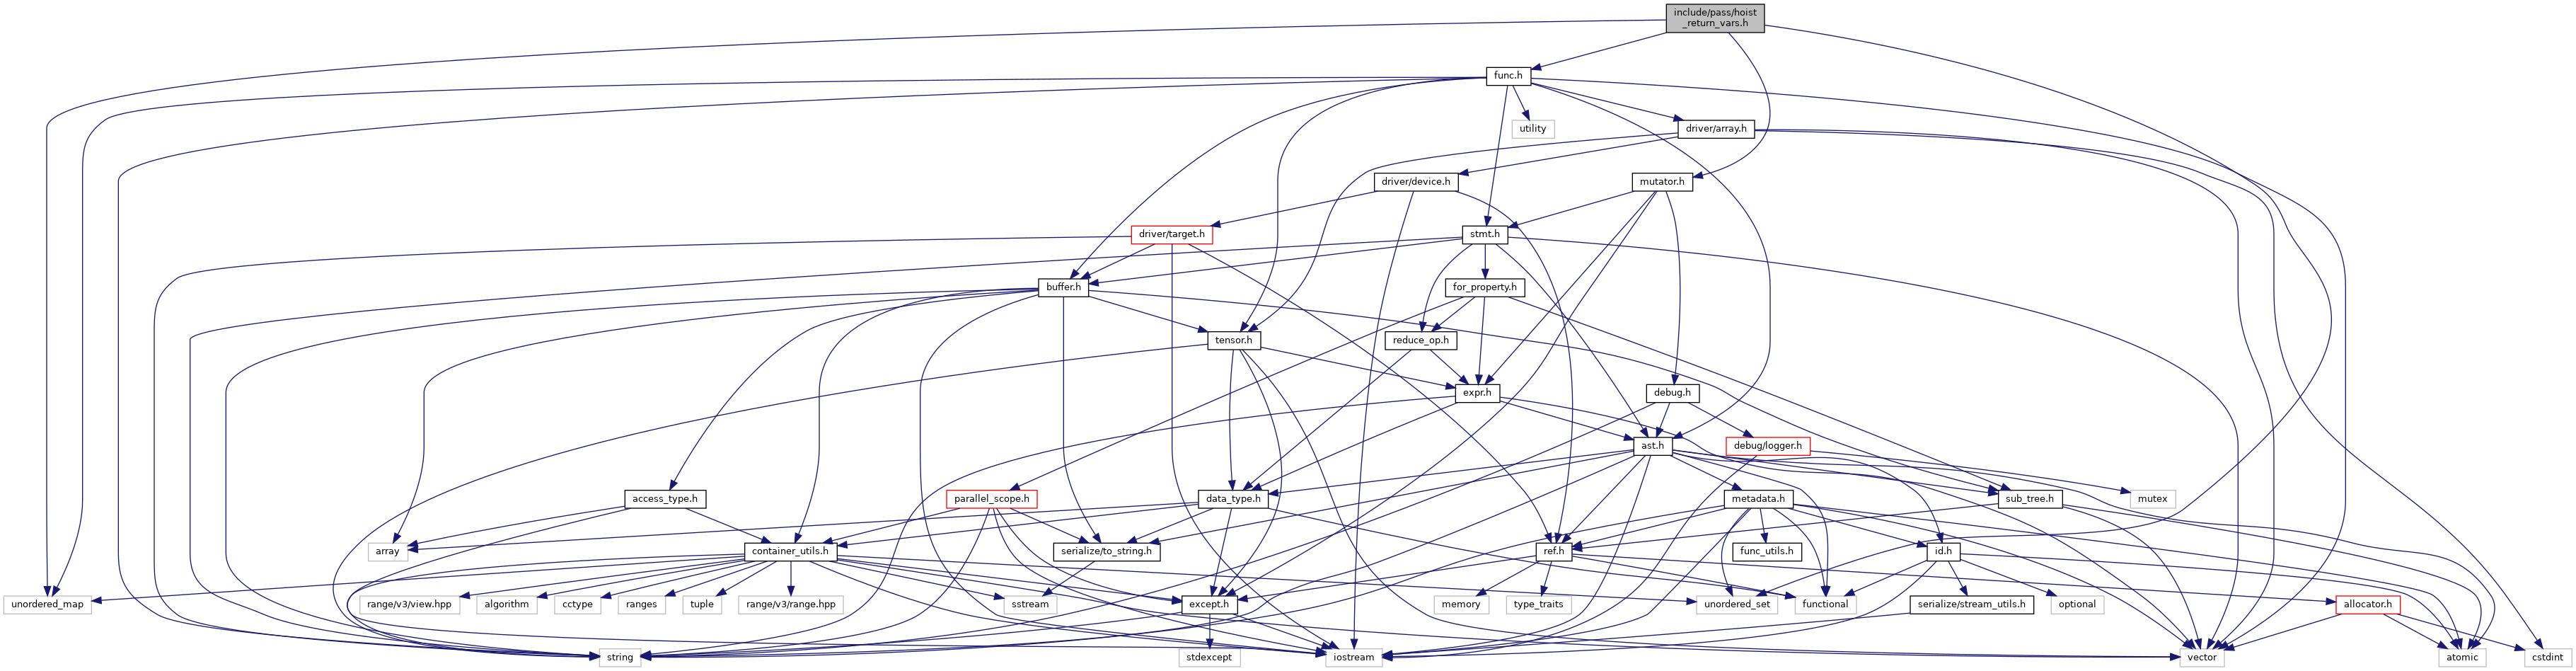 include/pass/hoist
_return_vars.h
func.h
utility
driver/array.h
driver/device.h
mutator.h
driver/target.h
stmt.h
buffer.h
for_property.h
tensor.h
reduce_op.h
expr.h
debug.h
ast.h
debug/logger.h
access_type.h
parallel_scope.h
data_type.h
metadata.h
sub_tree.h
mutex
array
container_utils.h
serialize/to_string.h
ref.h
func_utils.h
id.h
unordered_map
range/v3/view.hpp
algorithm
cctype
ranges
tuple
range/v3/range.hpp
sstream
except.h
memory
type_traits
unordered_set
functional
serialize/stream_utils.h
optional
allocator.h
string
stdexcept
iostream
vector
atomic
cstdint